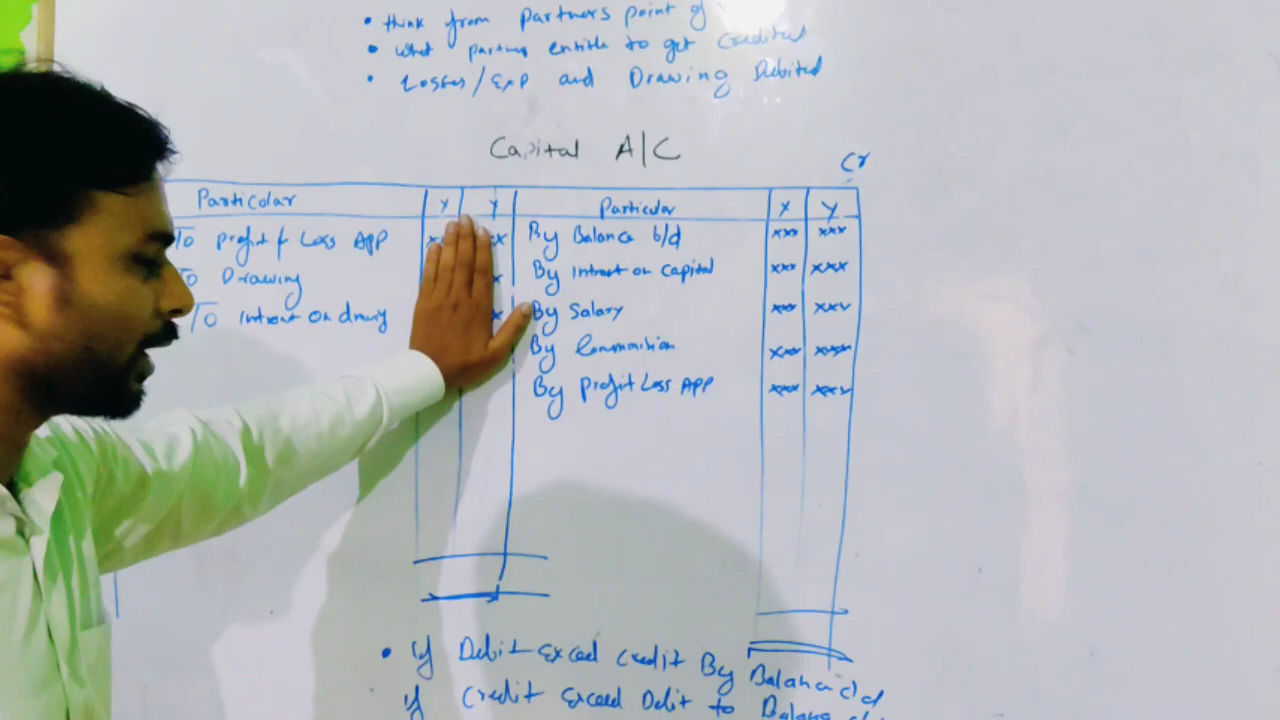 • think from partners point of
• what partner entitle to get credited
• Losses/Exp and Drawing Debited
Capital A/C
Cr
Particular X Y Particular X Y
To Profit & Loss App xx xx By Balance b/d xxx xxx
To Drawing x By Intrest on capital xxx xxx
To Intrest on drawing x By Salary xxx xxx
By Commission xxx xxx
By Profit Loss APP xxx xxx
• if Debit Exceed credit By Balance c/d
if Credit Exceed Debit to Balance